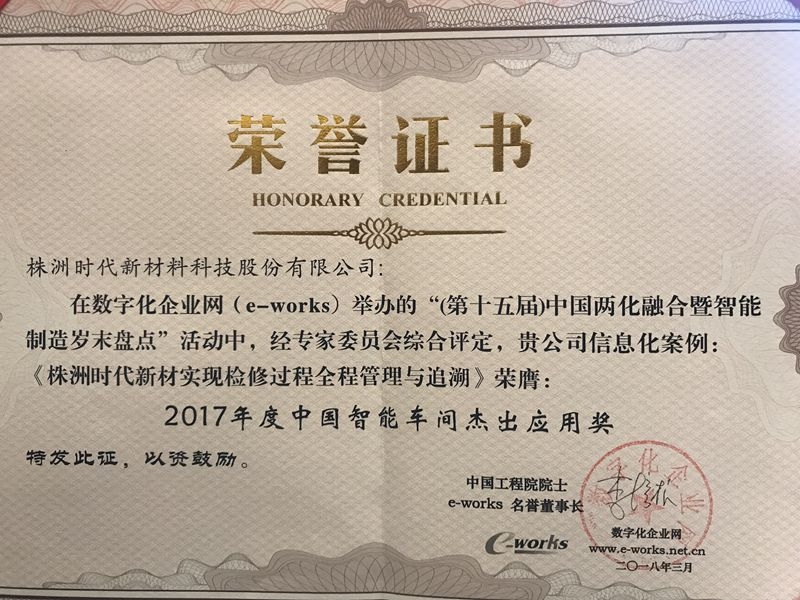 荣誉证书
HONORARY CREDENTIAL
株洲时代新材料科技股份有限公司：
在数字化企业网（e-works）举办的“(第十五届)中国两化融合暨智能
制造岁末盘点”活动中，经专家委员会综合评定，贵公司信息化案例：
《株洲时代新材实现检修过程全程管理与追溯》荣膺：
2017年度中国智能车间杰出应用奖
特发此证，以资鼓励。
中国工程院院士
e-works 名誉董事长
e-works
数字化企业网
www.e-works.net.cn
二〇一八年三月